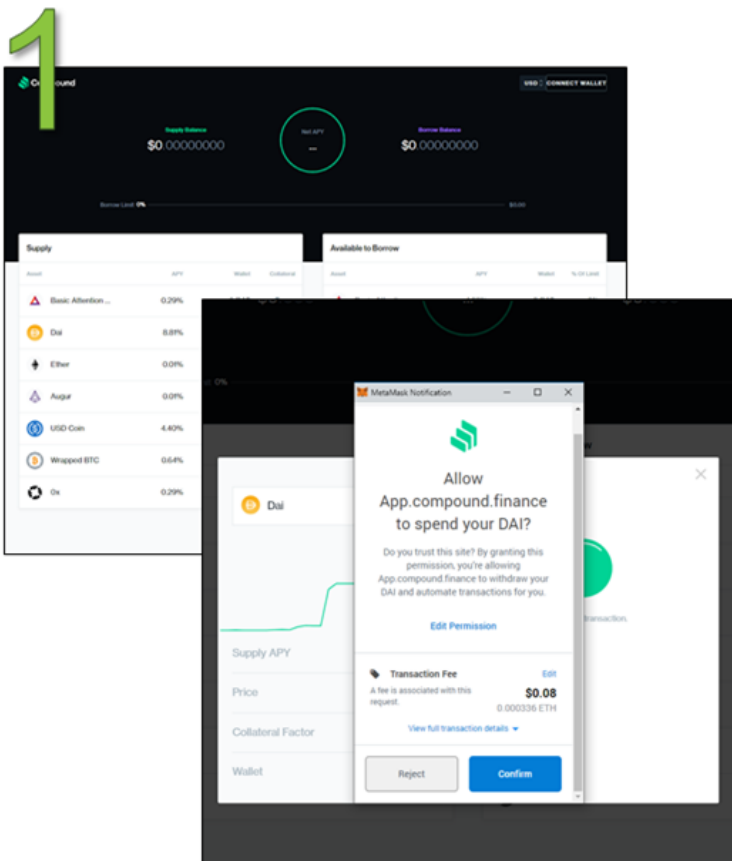 1
Compound
USD
CONNECT WALLET
Supply Balance
$0.00000000
Net APY
--
Borrow Balance
$0.00000000
Borrow Limit 0%
$0.00
Supply
Asset APY Wallet Collateral
Basic Attention ... 0.29%
Dai 8.81%
Ether 0.01%
Augur 0.01%
USD Coin 4.40%
Wrapped BTC 0.64%
0x 0.29%
Available to Borrow
Asset APY Wallet % Of Limit
0%
Dai
Supply APY
Price
Collateral Factor
Wallet
MetaMask Notification
Allow
App.compound.finance
to spend your DAI?
Do you trust this site? By granting this
permission, you're allowing
App.compound.finance to withdraw your
DAI and automate transactions for you.
Edit Permission
Transaction Fee Edit
A fee is associated with this
request.
$0.08
0.000336 ETH
View full transaction details
Reject
Confirm
transaction.